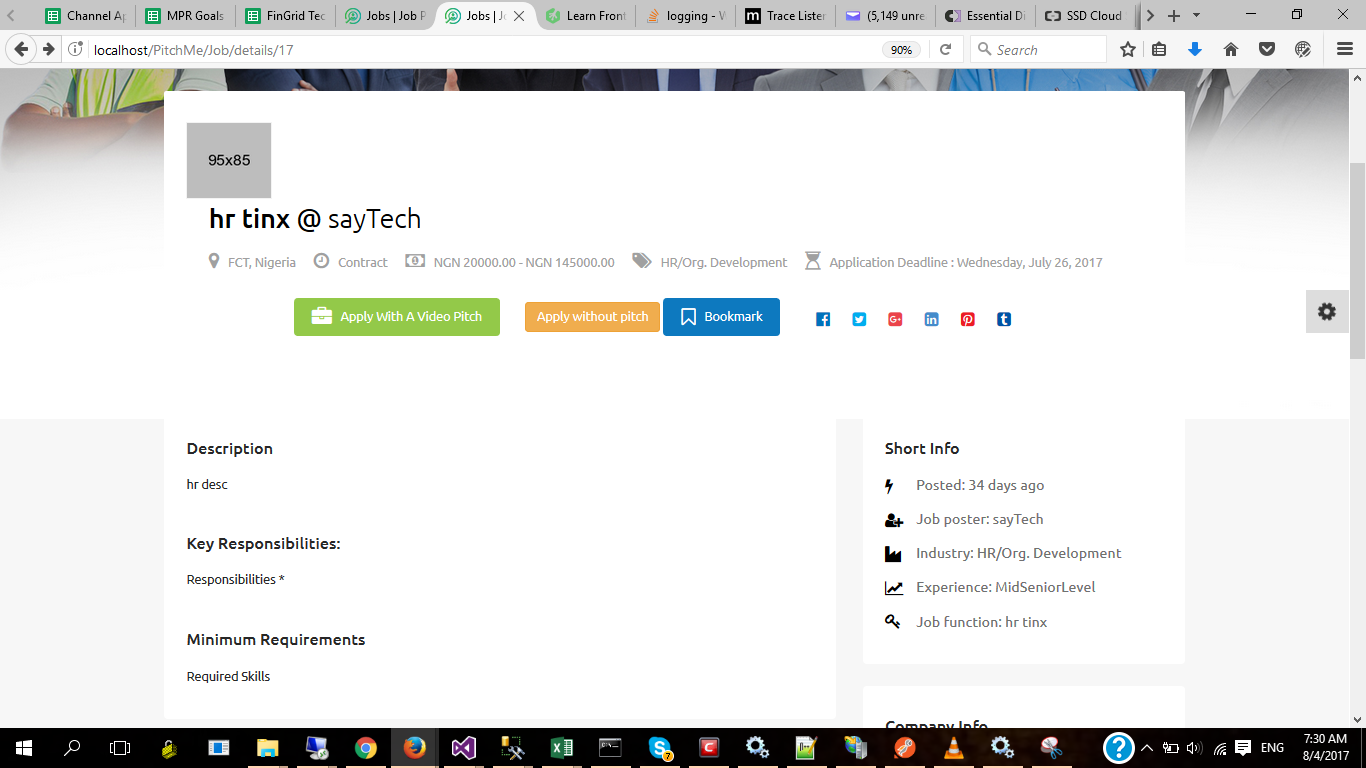 Channel Ap
MPR Goals
FinGrid Tec
Jobs | Job P
Jobs | J
Learn Front
logging - W
Trace Listen
(5,149 unre
Essential Di
SSD Cloud
localhost/PitchMe/Job/details/17
90%
Search
95x85
hr tinx @ sayTech
FCT, Nigeria Contract NGN 20000.00 - NGN 145000.00 HR/Org. Development Application Deadline : Wednesday, July 26, 2017
Apply With A Video Pitch Apply without pitch Bookmark
Description
hr desc
Key Responsibilities:
Responsibilities *
Minimum Requirements
Required Skills
Short Info
Posted: 34 days ago
Job poster: sayTech
Industry: HR/Org. Development
Experience: MidSeniorLevel
Job function: hr tinx
Company Info
7
ENG
7:30 AM
8/4/2017